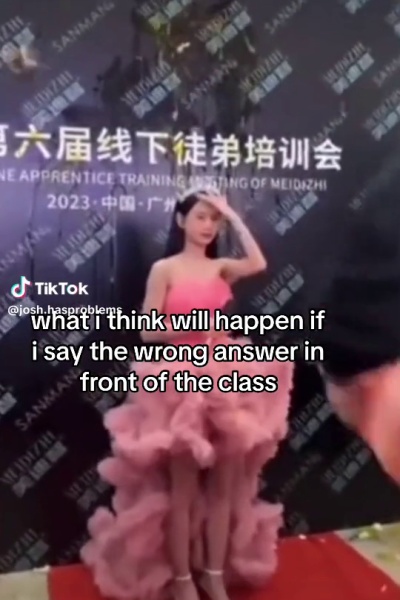 第六届线下徒弟培训会
NE APPRENTICE TRAINING MEETING OF MEIDIZHI
2023·中国·广州
TikTok
@josh.hasproblems
what i think will happen if
i say the wrong answer in
front of the class
SANMANG
MEIDIZHI